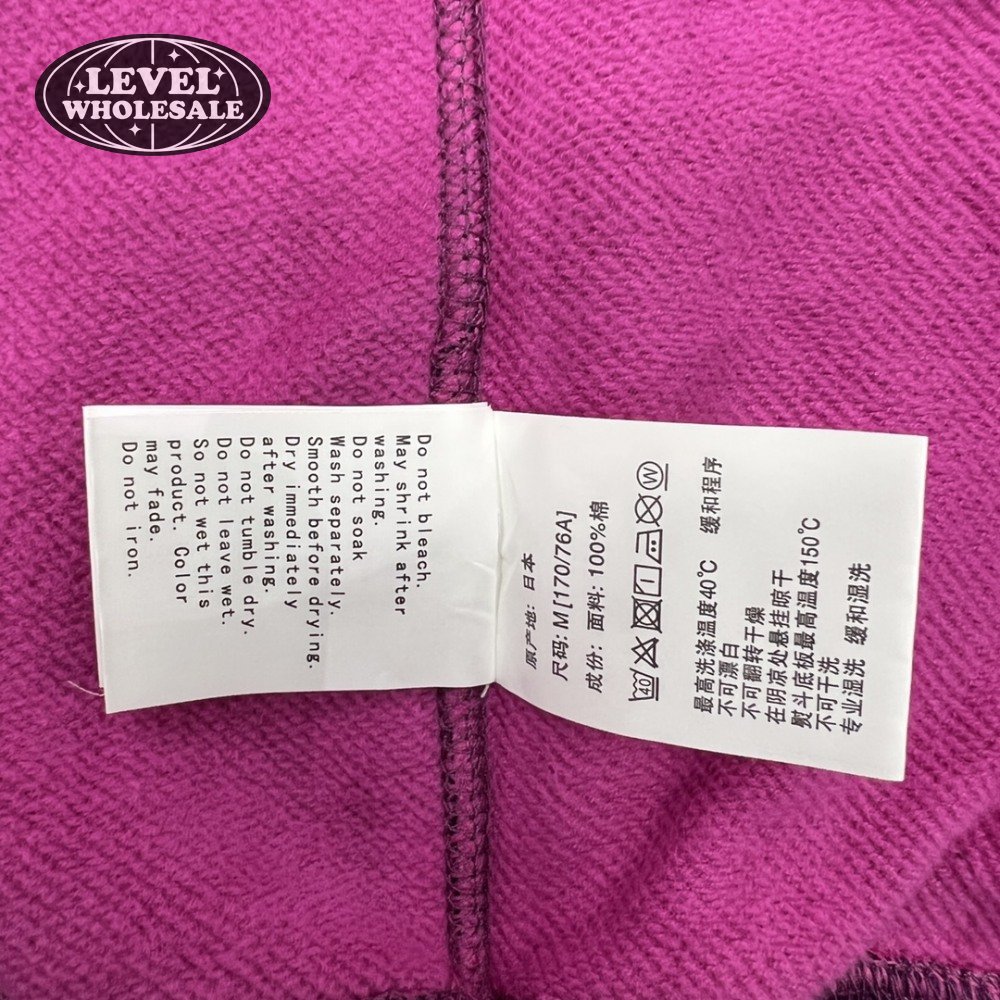 LEVEL
WHOLESALE
Do not bleach.
May shrink after
washing.
Do not soak
Wash separately.
Smooth before drying.
Dry immediately
after washing.
Do not tumble dry.
Do not leave wet.
So not wet this
product. Color
may fade.
Do not iron.
原产地: 日本
尺码: M[170/76A]
成份: 面料: 100%棉
W
最高洗涤温度40℃ 缓和程序
不可漂白
不可翻转干燥
在阴凉处悬挂晾干
熨斗底板最高温度150℃
不可干洗
专业湿洗 缓和湿洗